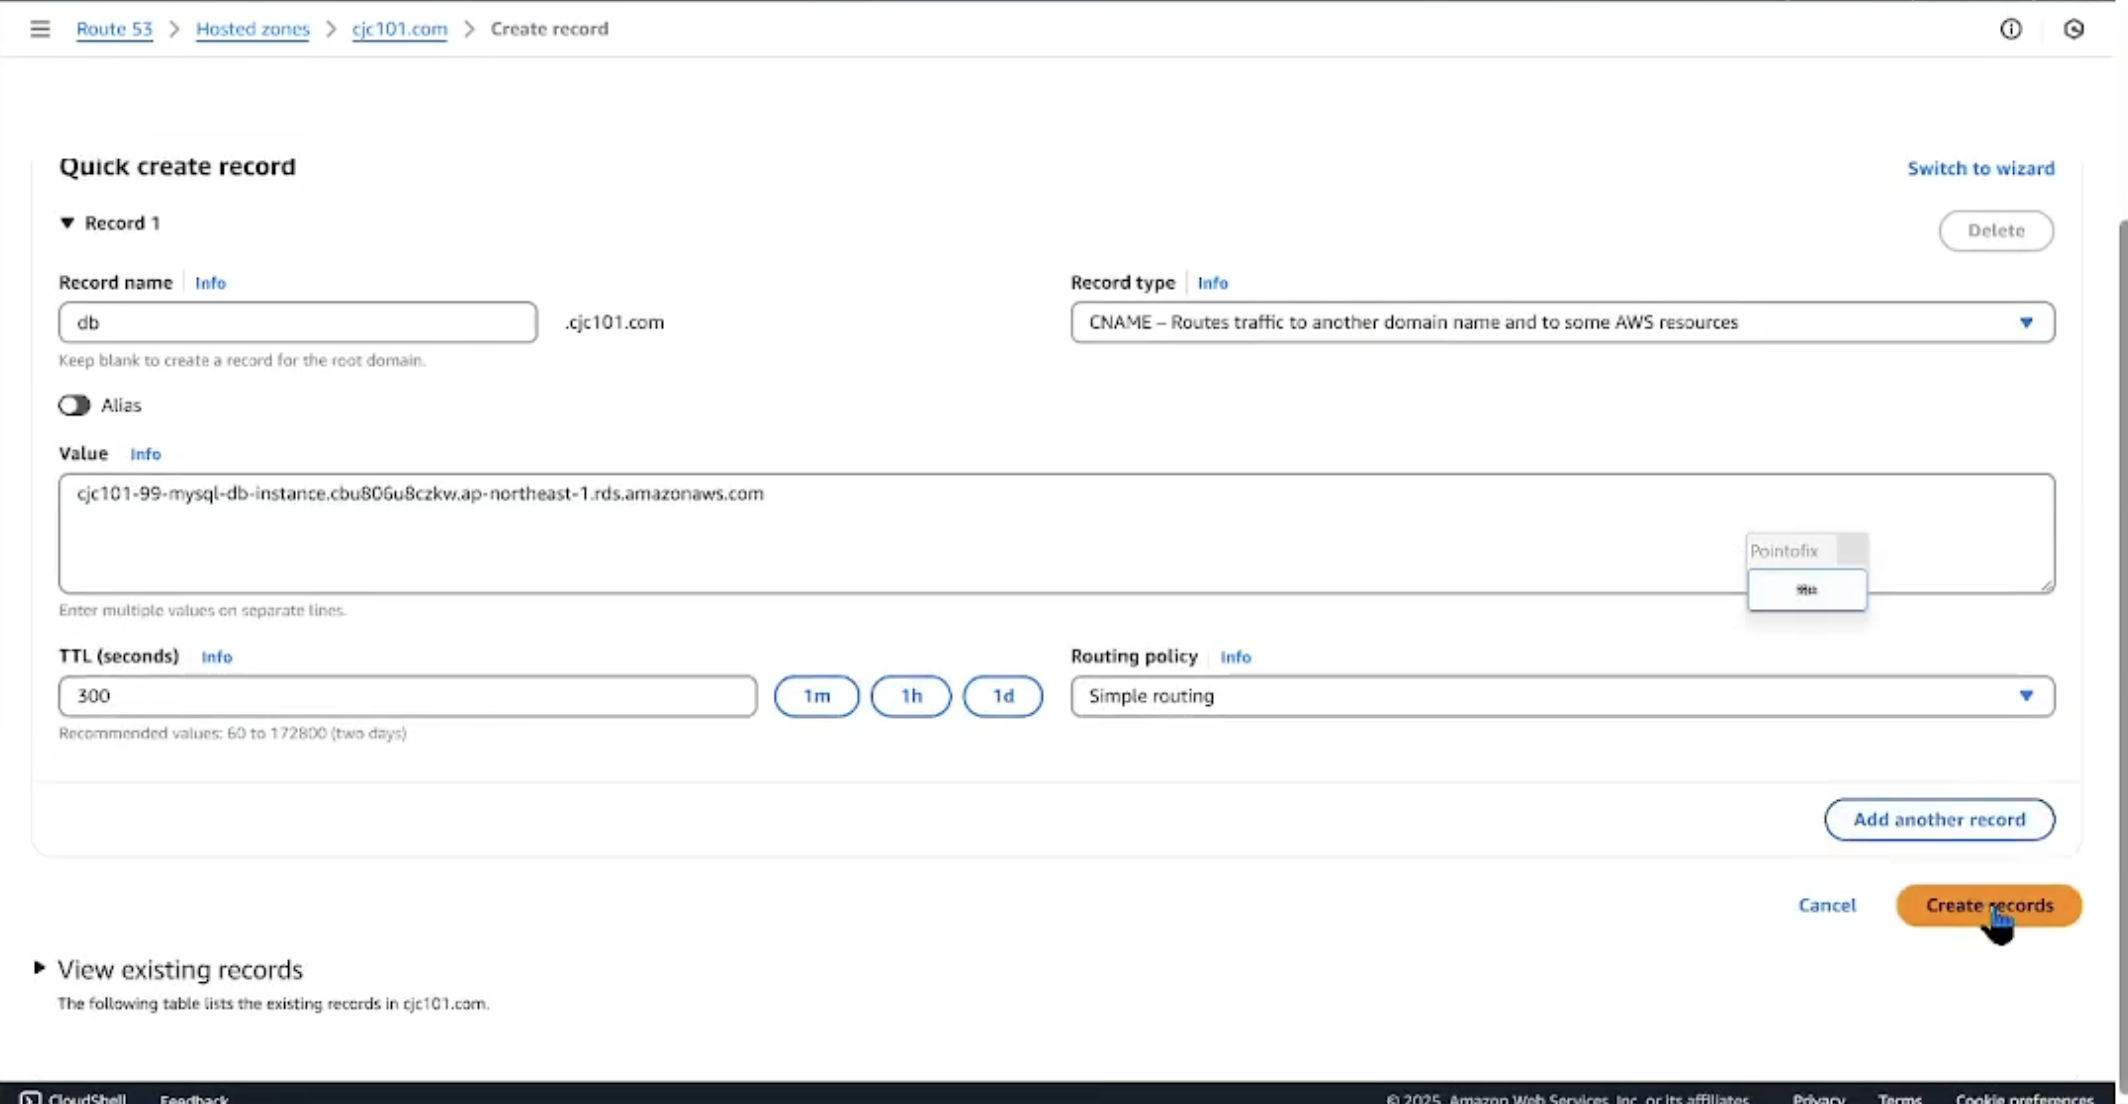 Route 53 > Hosted zones > cjc101.com > Create record
Quick create record
Switch to wizard
▼ Record 1
Delete
Record name Info
db
.cjc101.com
Keep blank to create a record for the root domain.
Record type Info
CNAME – Routes traffic to another domain name and to some AWS resources
Alias
Value Info
cjc101-99-mysql-db-instance.cbu806u8czkw.ap-northeast-1.rds.amazonaws.com
Pointofix
Enter multiple values on separate lines.
TTL (seconds) Info
300
1m
1h
1d
Recommended values: 60 to 172800 (two days)
Routing policy Info
Simple routing
Add another record
Cancel
Create records
View existing records
The following table lists the existing records in cjc101.com.
CloudShell Feedback
© 2025, Amazon Web Services, Inc. or its affiliates.
Privacy Terms Cookie preferences